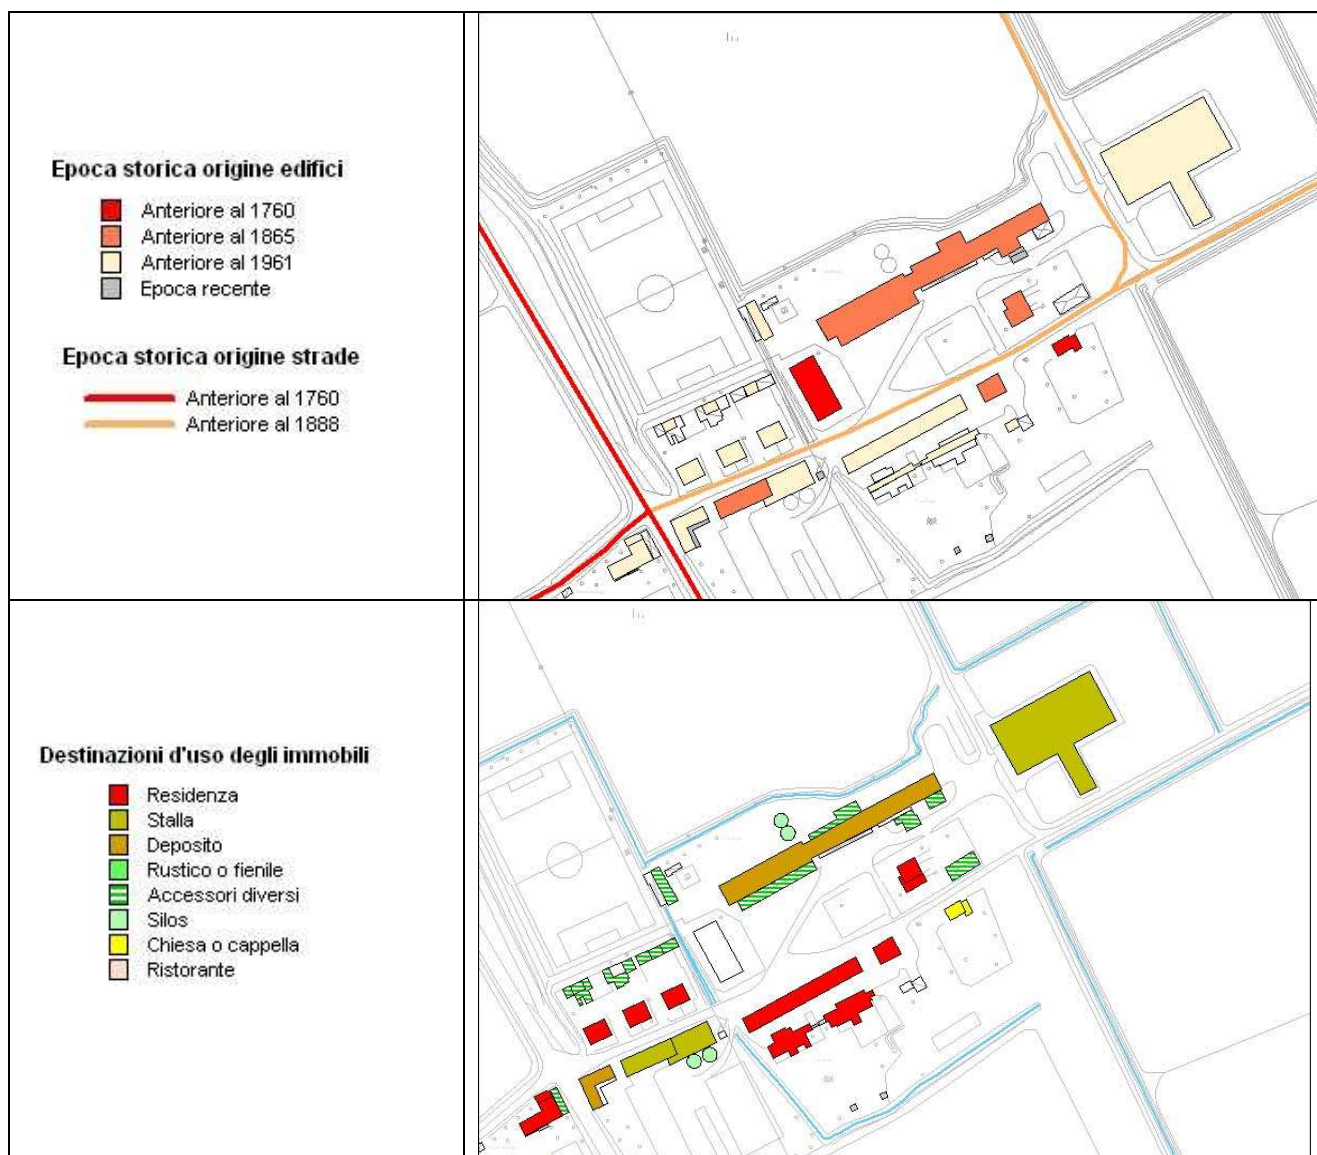 Epoca storica origine edifici
Anteriore al 1760
Anteriore al 1865
Anteriore al 1961
Epoca recente
Epoca storica origine strade
Anteriore al 1760
Anteriore al 1888
Destinazioni d'uso degli immobili
Residenza
Stalla
Deposito
Rustico o fienile
Accessori diversi
Silos
Chiesa o cappella
Ristorante